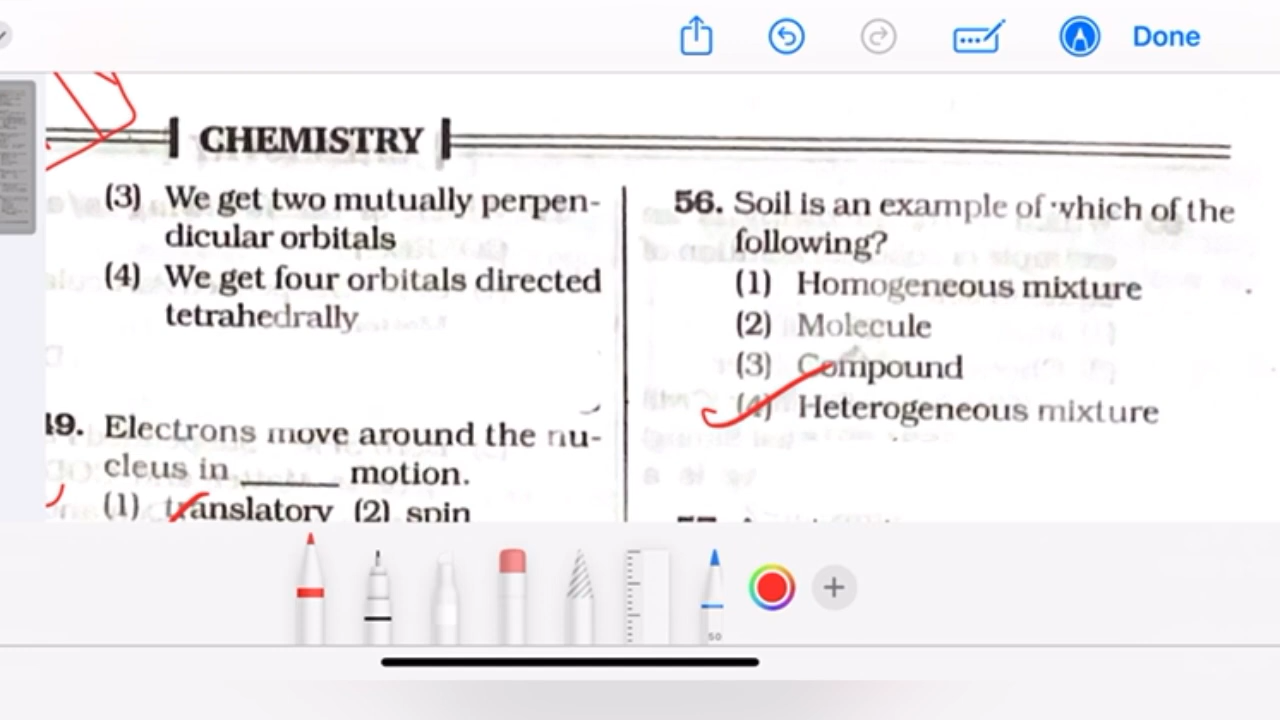 Done
CHEMISTRY
(3) We get two mutually perpen-
dicular orbitals
(4) We get four orbitals directed
tetrahedrally
49. Electrons move around the nu-
cleus in ______ motion.
(1) translatory (2) spin
56. Soil is an example of which of the
following?
(1) Homogeneous mixture
(2) Molecule
(3) Compound
(4) Heterogeneous mixture
50